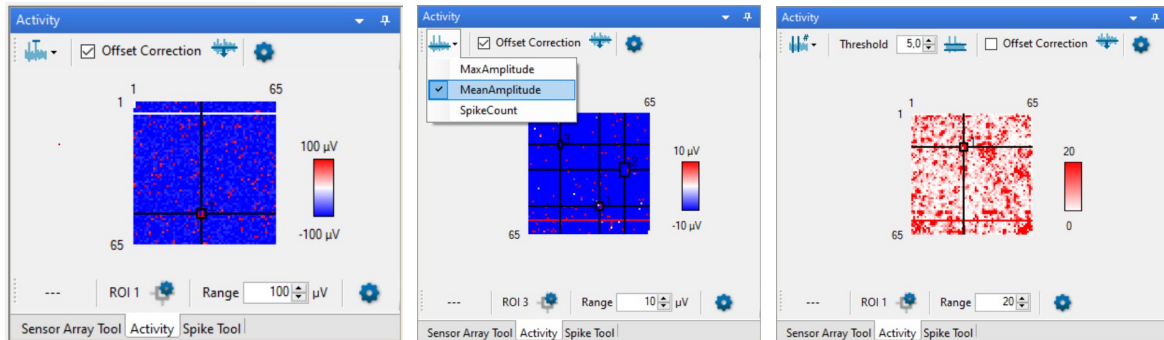 Activity
Offset Correction
1
65
1
100 µV
-100 µV
65
---
ROI 1
Range
100
µV
Sensor Array Tool
Activity
Spike Tool
Activity
Offset Correction
MaxAmplitude
MeanAmplitude
SpikeCount
65
10 µV
-10 µV
65
---
ROI 3
Range
10
µV
Sensor Array Tool
Activity
Spike Tool
Activity
#
Threshold
5,0
Offset Correction
1
65
1
20
0
65
---
ROI 1
Range
20
Sensor Array Tool
Activity
Spike Tool